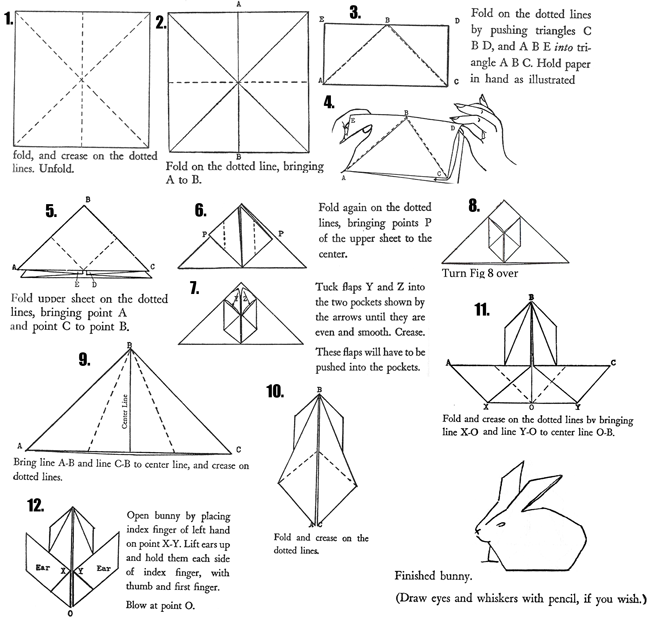 1.
fold, and crease on the dotted
lines. Unfold.
2.
A
B
Fold on the dotted line, bringing
A to B.
3.
E
B
D
A
C
Fold on the dotted lines
by pushing triangles C
B D, and A B E into tri-
angle A B C. Hold paper
in hand as illustrated
4.
E
B
D
A
C
5.
B
A
C
E
D
Fold upper sheet on the dotted
lines, bringing point A
and point C to point B.
6.
P
P
Fold again on the dotted
lines, bringing points P
of the upper sheet to the
center.
7.
Y
Z
Tuck flaps Y and Z into
the two pockets shown by
the arrows until they are
even and smooth. Crease.
These flaps will have to be
pushed into the pockets.
8.
Turn Fig 8 over
9.
B
Center Line
A
C
Bring line A-B and line C-B to center line, and crease on
dotted lines.
10.
B
A
C
Fold and crease on the
dotted lines.
11.
B
A
C
X
O
Y
Fold and crease on the dotted lines by bringing
line X-O and line Y-O to center line O-B.
12.
Ear
X
Y
Ear
O
Open bunny by placing
index finger of left hand
on point X-Y. Lift ears up
and hold them each side
of index finger, with
thumb and first finger.
Blow at point O.
Finished bunny.
(Draw eyes and whiskers with pencil, if you wish.)